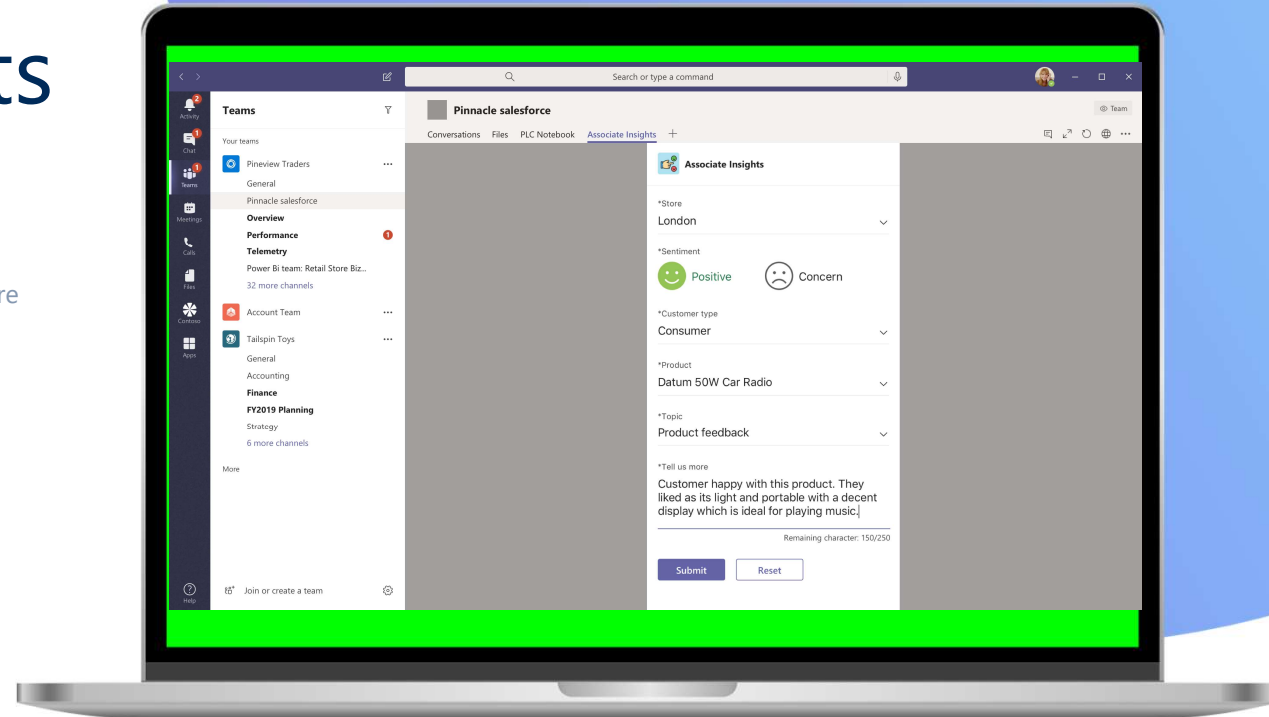 ts
re
Search or type a command
2
Activity
1
Chat
1
Teams
Meetings
Calls
Files
Contoso
Apps
Help
Teams
Your teams
Pineview Traders
General
Pinnacle salesforce
Overview
Performance 1
Telemetry
Power Bi team: Retail Store Biz...
32 more channels
Account Team
Tailspin Toys
General
Accounting
Finance
FY2019 Planning
Strategy
6 more channels
More
Join or create a team
Pinnacle salesforce
Team
Conversations Files PLC Notebook Associate Insights
Associate Insights
*Store
London
*Sentiment
Positive Concern
*Customer type
Consumer
*Product
Datum 50W Car Radio
*Topic
Product feedback
*Tell us more
Customer happy with this product. They
liked as its light and portable with a decent
display which is ideal for playing music.
Remaining character: 150/250
Submit Reset